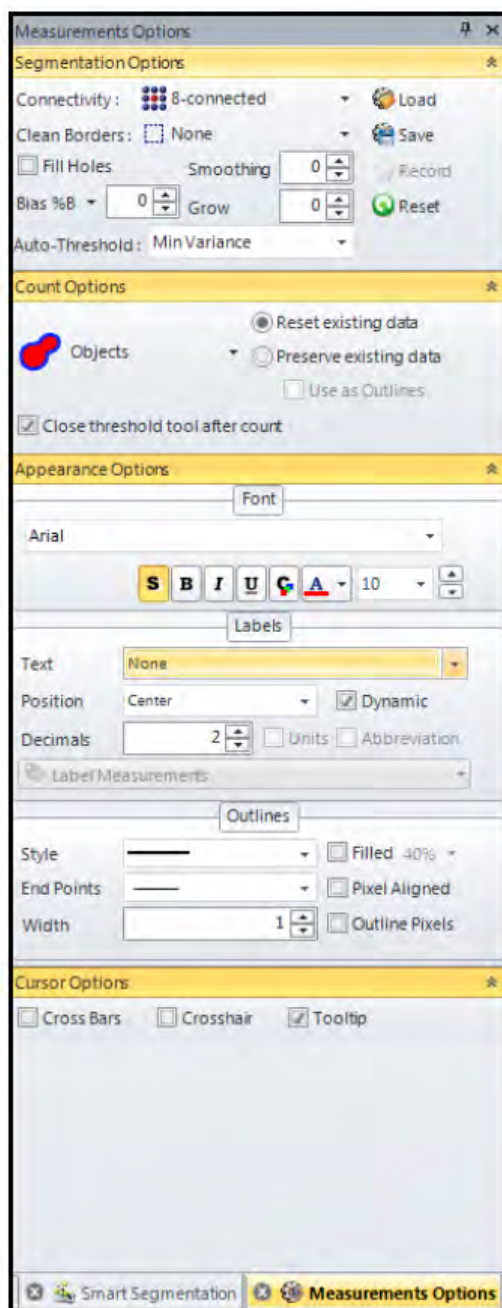 Measurements Options
Segmentation Options
Connectivity : 8-connected Load
Clean Borders : None Save
Fill Holes Smoothing 0 Record
Bias %B 0 Grow 0 Reset
Auto-Threshold : Min Variance
Count Options
Reset existing data
Objects Preserve existing data
Use as Outlines
Close threshold tool after count
Appearance Options
Font
Arial
S B I U C A 10
Labels
Text None
Position Center Dynamic
Decimals 2 Units Abbreviation
Label Measurements
Outlines
Style Filled 40%
End Points Pixel Aligned
Width 1 Outline Pixels
Cursor Options
Cross Bars Crosshair Tooltip
Smart Segmentation Measurements Options